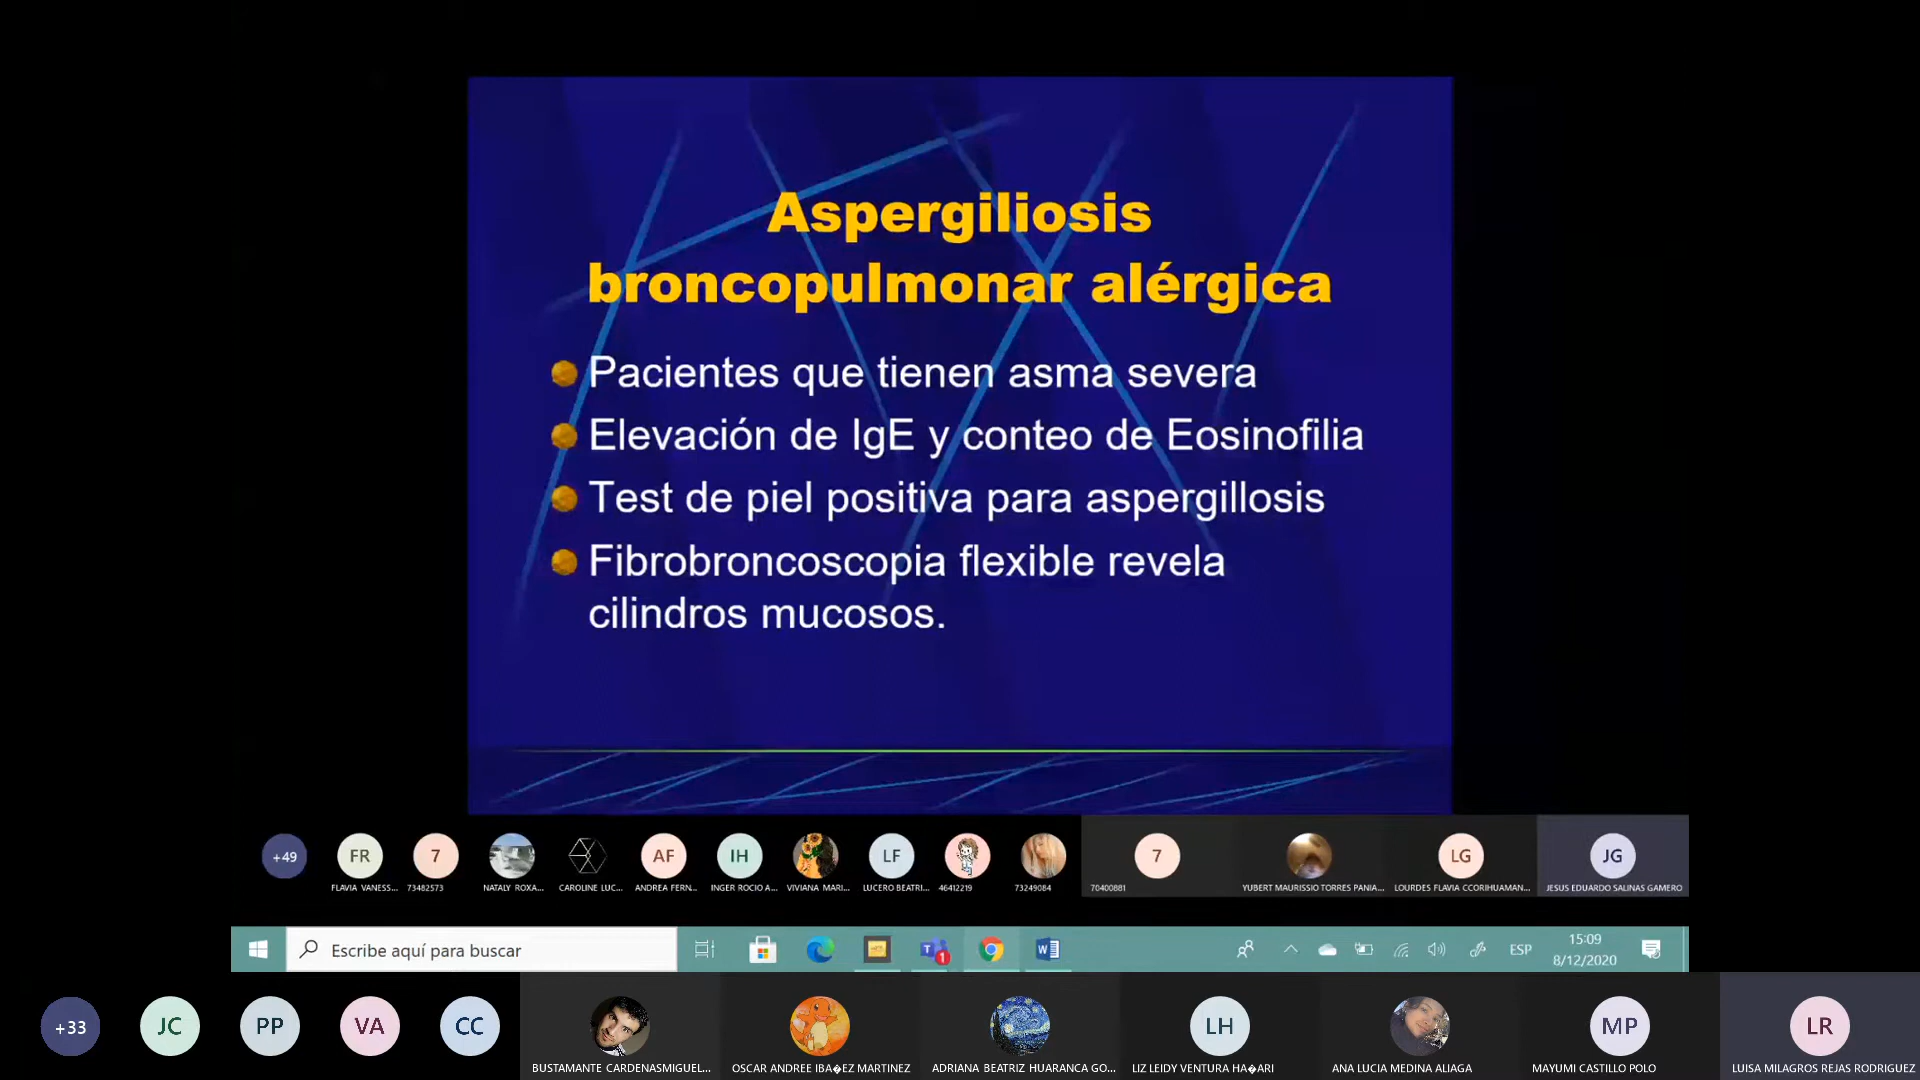 Aspergiliosis
broncopulmonar alérgica
Pacientes que tienen asma severa
Elevación de IgE y conteo de Eosinofilia
Test de piel positiva para aspergillosis
Fibrobroncoscopia flexible revela
cilindros mucosos.
+49
FR
7
AF
IH
LF
7
LG
JG
FLAVIA VANESS...
73482573
NATALY ROXA...
CAROLINE LUC...
ANDREA FERN...
INGER ROCIO A...
VIVIANA MARI...
LUCERO BEATRI...
46412219
73249084
70400881
YUBERT MAURISSIO TORRES PANIA...
LOURDES FLAVIA CCORIHUAMAN...
JESUS EDUARDO SALINAS GAMERO
Escribe aquí para buscar
1
ESP
15:09
8/12/2020
+33
JC
PP
VA
CC
LH
MP
LR
BUSTAMANTE CARDENASMIGUEL...
OSCAR ANDREE IBA�EZ MARTINEZ
ADRIANA BEATRIZ HUARANCA GO...
LIZ LEIDY VENTURA HA�ARI
ANA LUCIA MEDINA ALIAGA
MAYUMI CASTILLO POLO
LUISA MILAGROS REJAS RODRIGUEZ